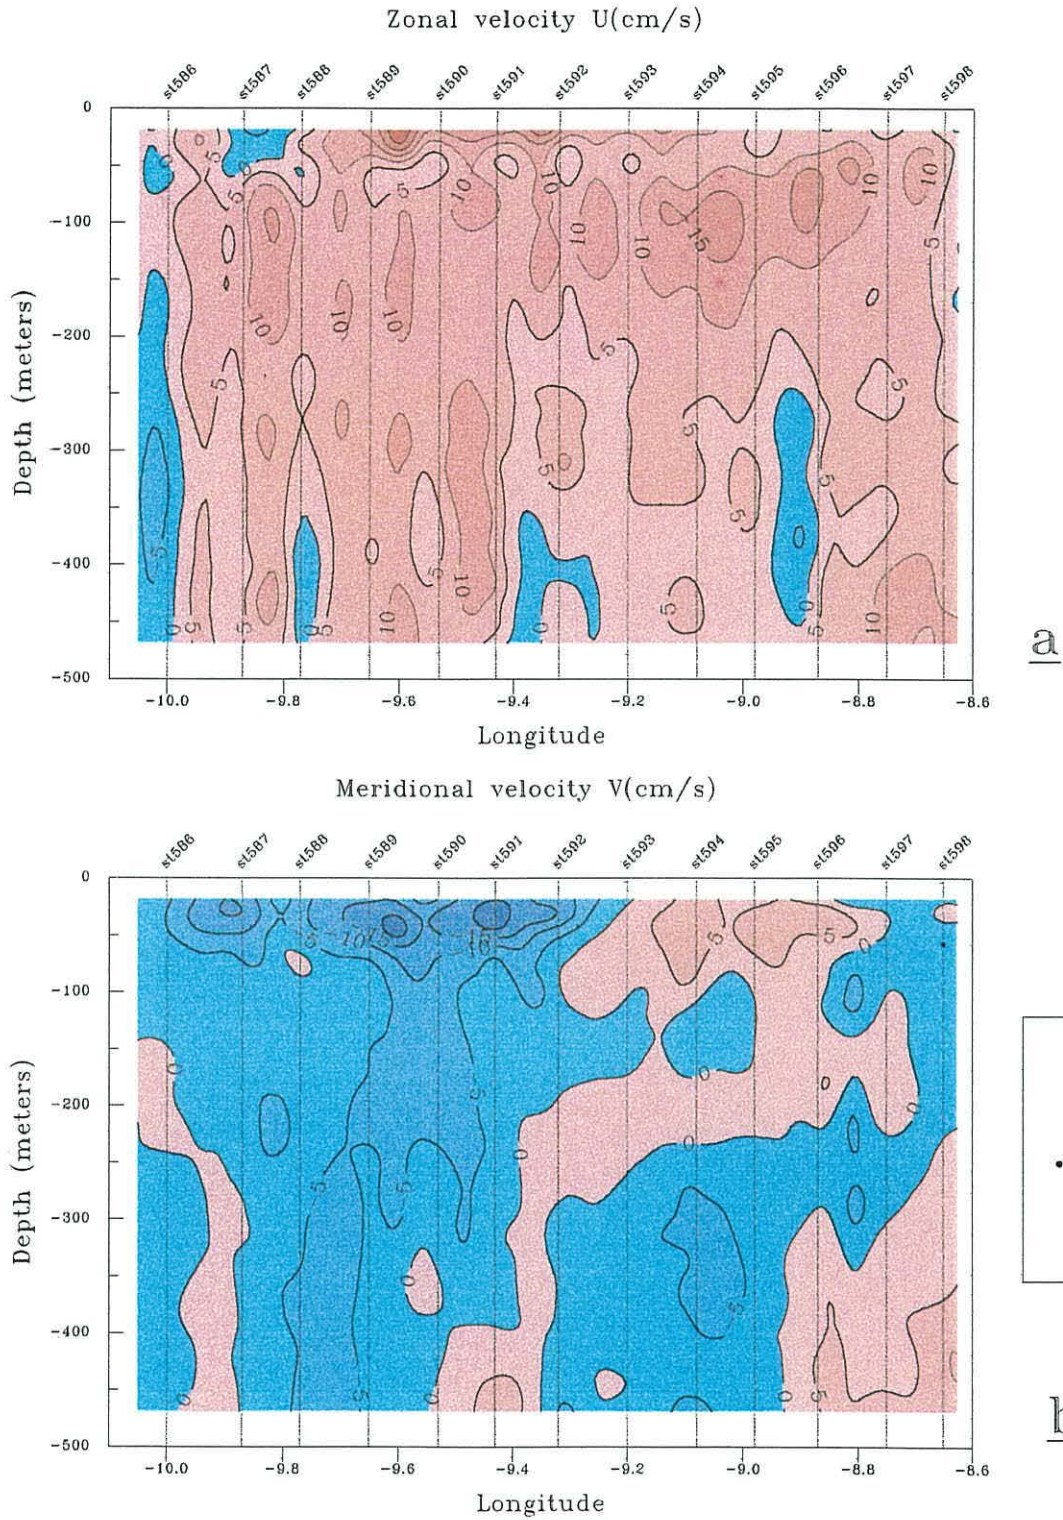 Zonal velocity U(cm/s)
st586 st587 st588 st589 st590 st591 st592 st593 st594 st595 st596 st597 st598
0
-100
-200
-300
-400
-500
Depth (meters)
-10.0 -9.8 -9.6 -9.4 -9.2 -9.0 -8.8 -8.6
Longitude
a
Meridional velocity V(cm/s)
st586 st587 st588 st589 st590 st591 st592 st593 st594 st595 st596 st597 st598
0
-100
-200
-300
-400
-500
Depth (meters)
-10.0 -9.8 -9.6 -9.4 -9.2 -9.0 -8.8 -8.6
Longitude
b